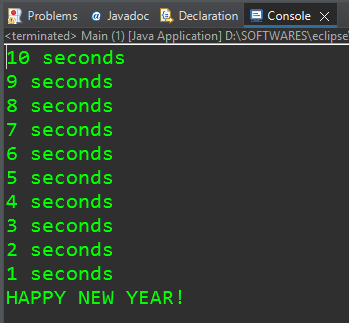 Problems @ Javadoc Declaration Console
<terminated> Main (1) [Java Application] D:\SOFTWARES\eclipse
10 seconds
9 seconds
8 seconds
7 seconds
6 seconds
5 seconds
4 seconds
3 seconds
2 seconds
1 seconds
HAPPY NEW YEAR!